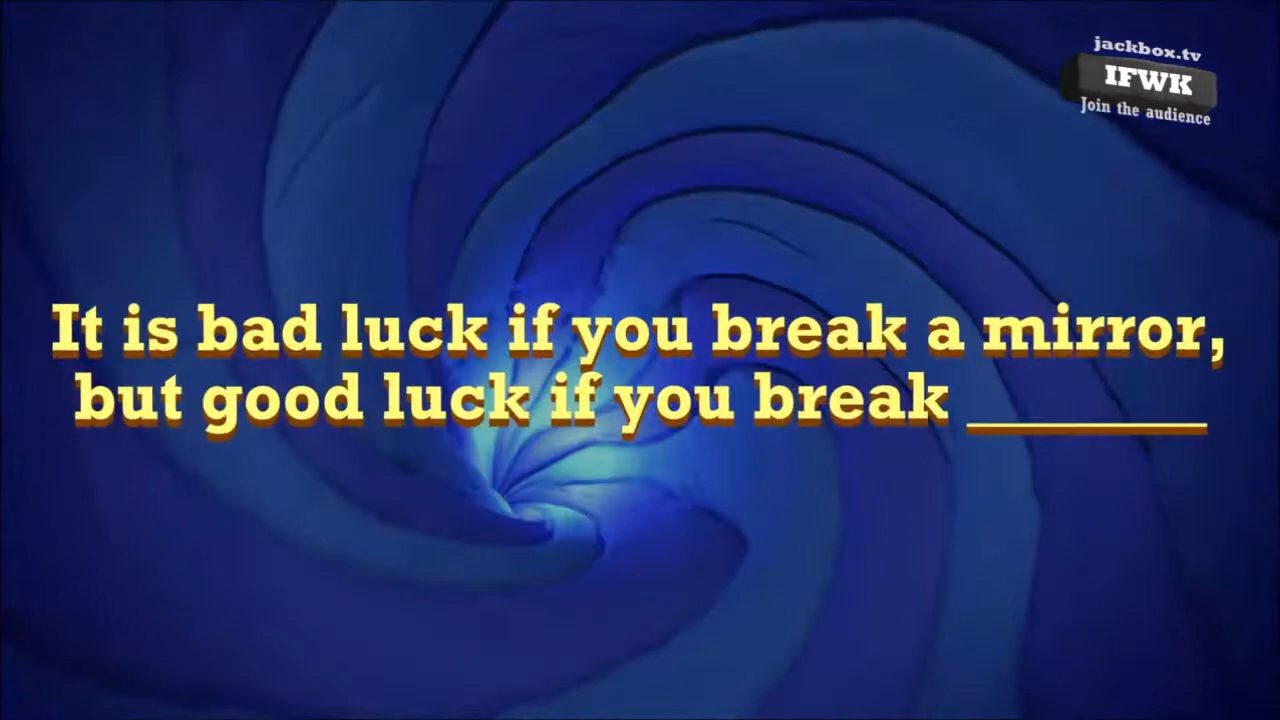 jackbox.tv
IFWK
Join the audience
It is bad luck if you break a mirror,
but good luck if you break ________